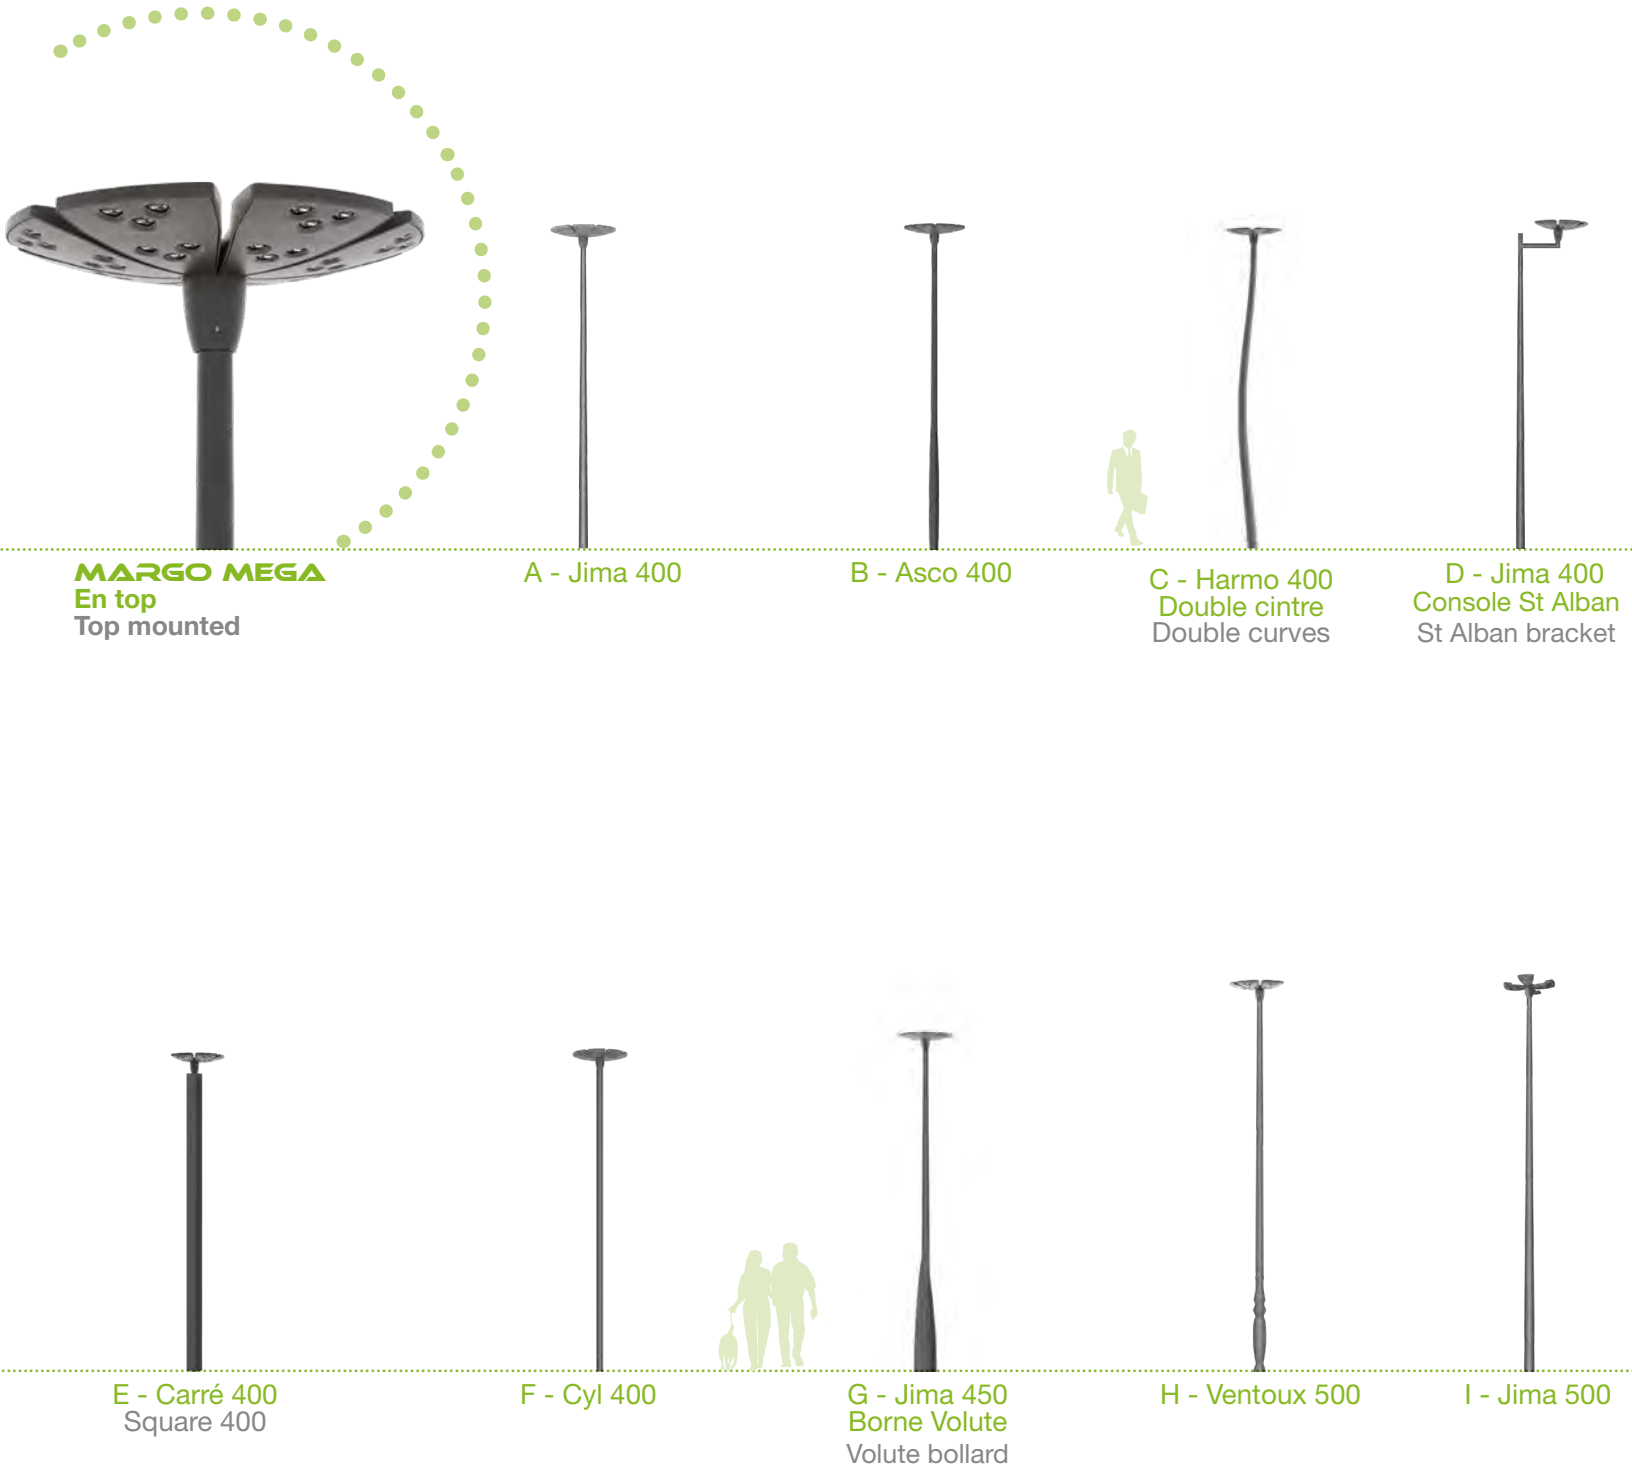 MARGO MEGA
En top
Top mounted
A - Jima 400
B - Asco 400
C - Harmo 400
Double cintre
Double curves
D - Jima 400
Console St Alban
St Alban bracket
E - Carré 400
Square 400
F - Cyl 400
G - Jima 450
Borne Volute
Volute bollard
H - Ventoux 500
I - Jima 500